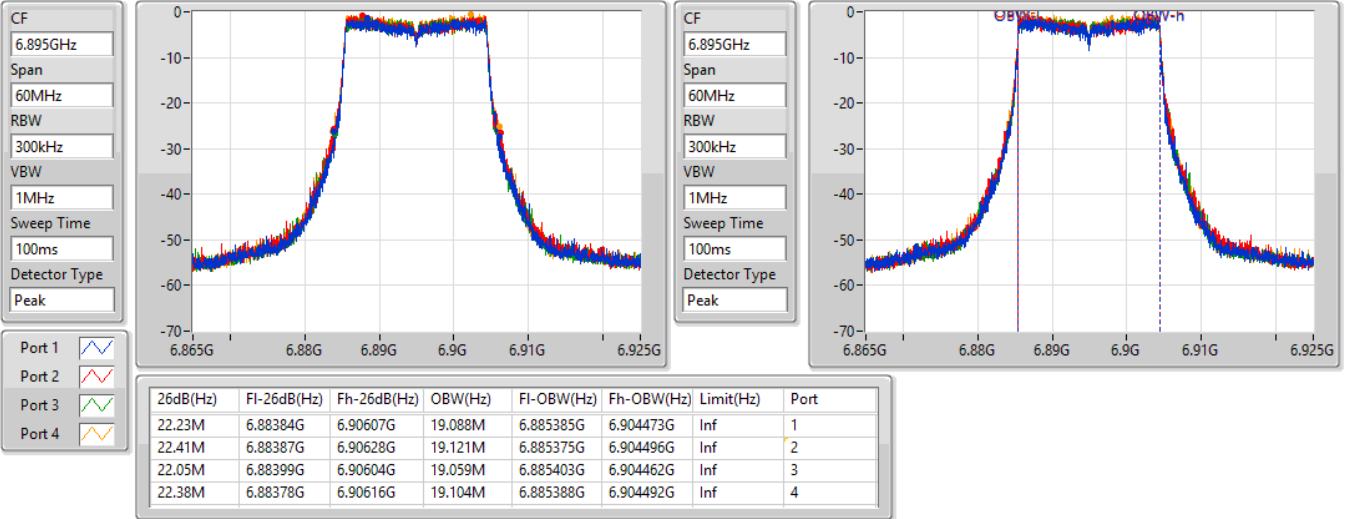 CF
6.895GHz
Span
60MHz
RBW
300kHz
VBW
1MHz
Sweep Time
100ms
Detector Type
Peak
0-
-10-
-20-
-30-
-40-
-50-
-60-
-70-
6.865G 6.88G 6.89G 6.9G 6.91G 6.925G
CF
6.895GHz
Span
60MHz
RBW
300kHz
VBW
1MHz
Sweep Time
100ms
Detector Type
Peak
0-
-10-
-20-
-30-
-40-
-50-
-60-
-70-
OBW-h
6.865G 6.88G 6.89G 6.9G 6.91G 6.925G
Port 1
Port 2
Port 3
Port 4
26dB(Hz) Fl-26dB(Hz) Fh-26dB(Hz) OBW(Hz) Fl-OBW(Hz) Fh-OBW(Hz) Limit(Hz) Port
22.23M 6.88384G 6.90607G 19.088M 6.885385G 6.904473G Inf 1
22.41M 6.88387G 6.90628G 19.121M 6.885375G 6.904496G Inf 2
22.05M 6.88399G 6.90604G 19.059M 6.885403G 6.904462G Inf 3
22.38M 6.88378G 6.90616G 19.104M 6.885388G 6.904492G Inf 4